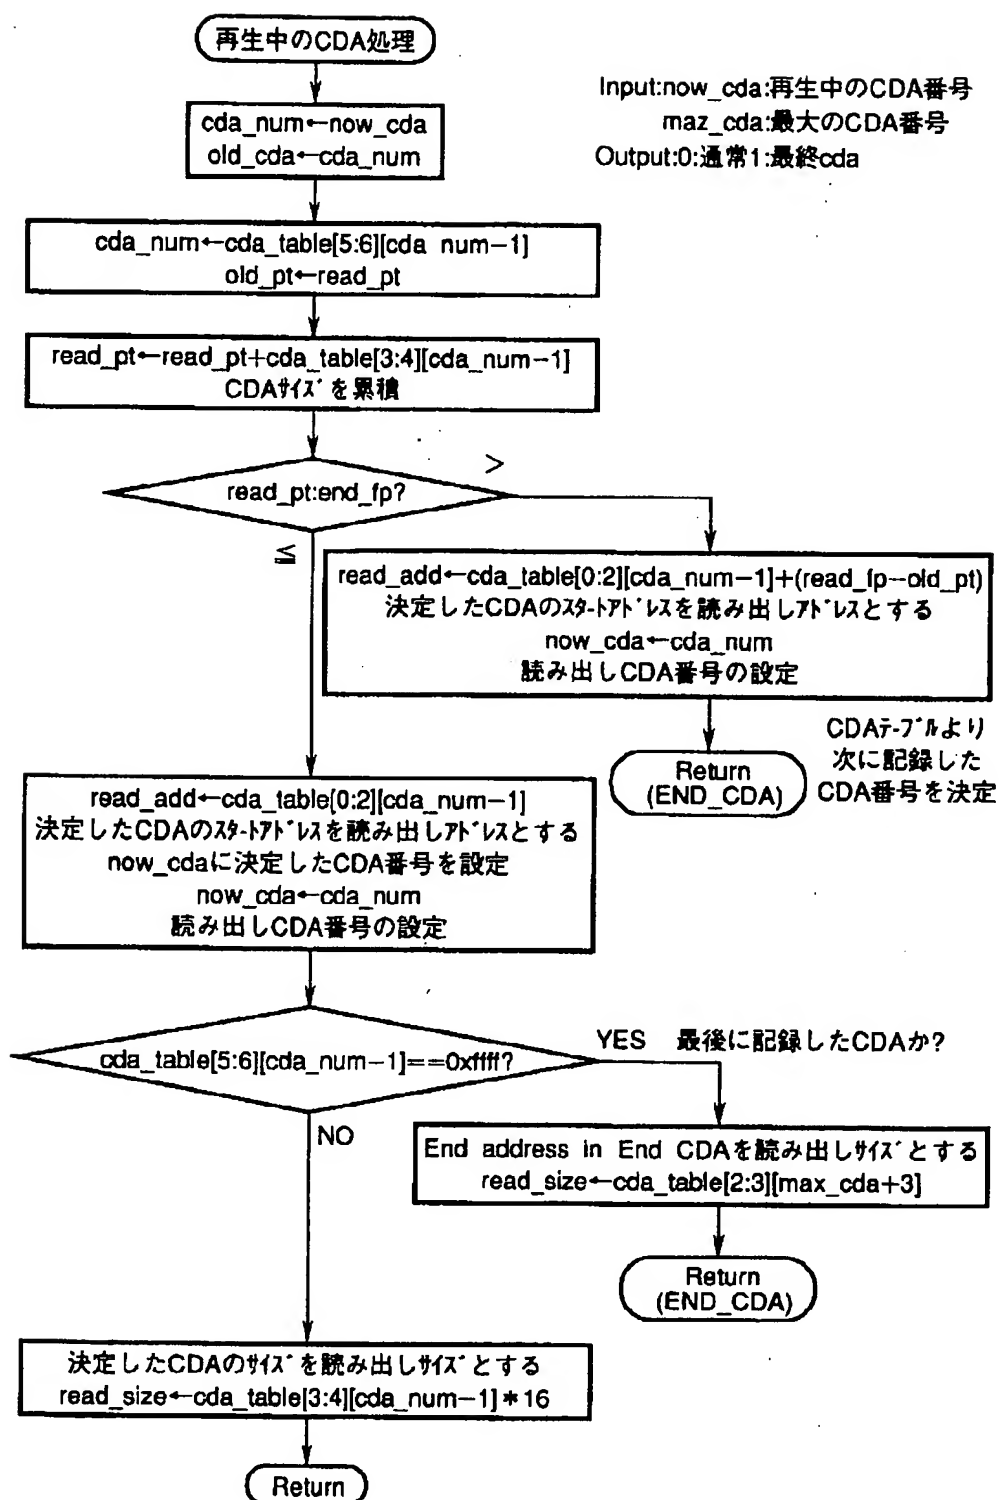 再生中のCDA処理
Input:now_cda:再生中のCDA番号
maz_cda:最大のCDA番号
Output:0:通常1:最終cda
cda_num←now_cda
old_cda←cda_num
cda_num←cda_table[5:6][cda_num−1]
old_pt←read_pt
read_pt←read_pt+cda_table[3:4][cda_num−1]
CDAｻｲｽﾞを累積
read_pt:end_fp?
>
≦
read_add←cda_table[0:2][cda_num−1]+(read_fp−old_pt)
決定したCDAのｽﾀｰﾄｱﾄﾞﾚｽを読み出しｱﾄﾞﾚｽとする
now_cda←cda_num
読み出しCDA番号の設定
Return
(END_CDA)
CDAﾃｰﾌﾞﾙより
次に記録した
CDA番号を決定
read_add←cda_table[0:2][cda_num−1]
決定したCDAのｽﾀｰﾄｱﾄﾞﾚｽを読み出しｱﾄﾞﾚｽとする
now_cdaに決定したCDA番号を設定
now_cda←cda_num
読み出しCDA番号の設定
cda_table[5:6][cda_num−1]==0xffff?
YES 最後に記録したCDAか?
NO
End address in End CDAを読み出しｻｲｽﾞとする
read_size←cda_table[2:3][max_cda+3]
Return
(END_CDA)
決定したCDAのｻｲｽﾞを読み出しｻｲｽﾞとする
read_size←cda_table[3:4][cda_num−1]*16
Return